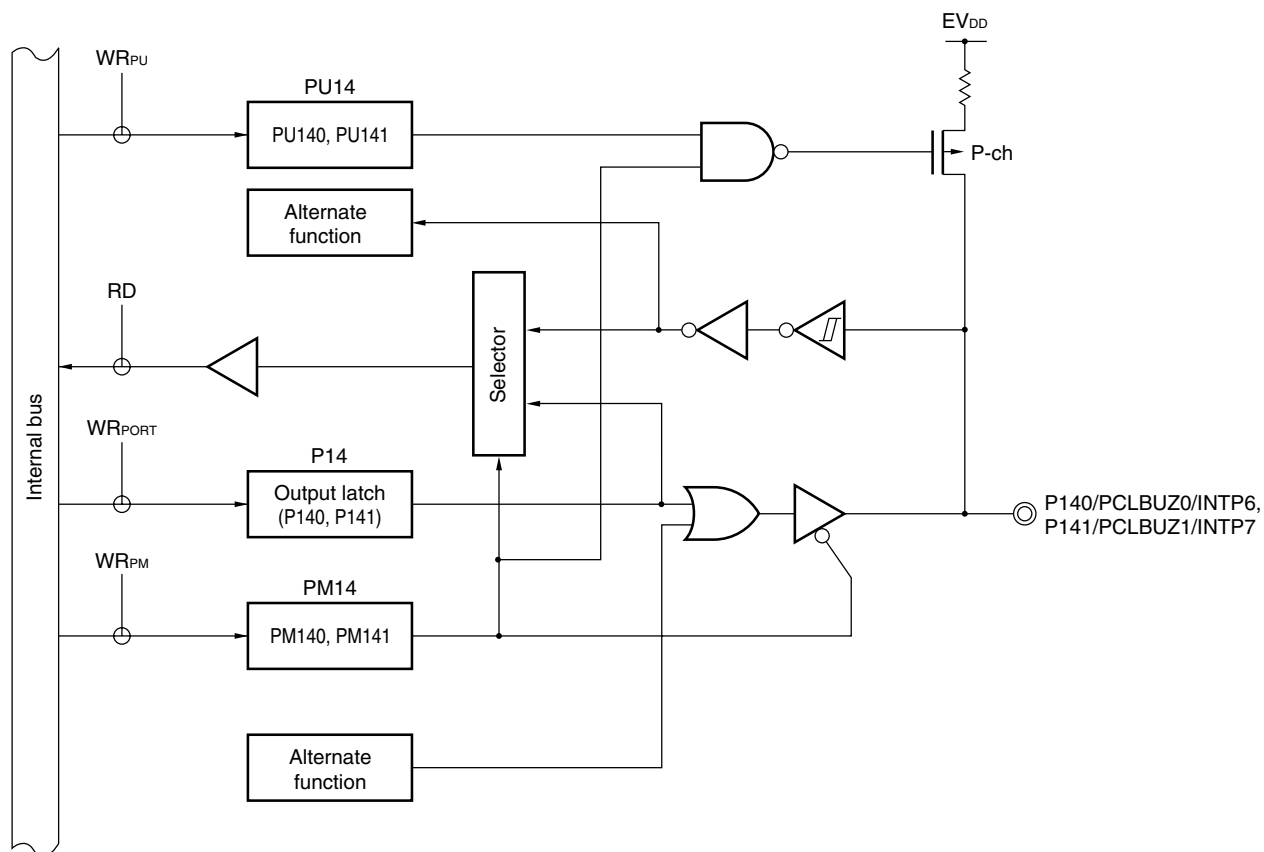 EVDD
WRPU
PU14
PU140, PU141
P-ch
Alternate
function
RD
Selector
Internal bus
WRPORT
P14
Output latch
(P140, P141)
P140/PCLBUZ0/INTP6,
P141/PCLBUZ1/INTP7
WRPM
PM14
PM140, PM141
Alternate
function